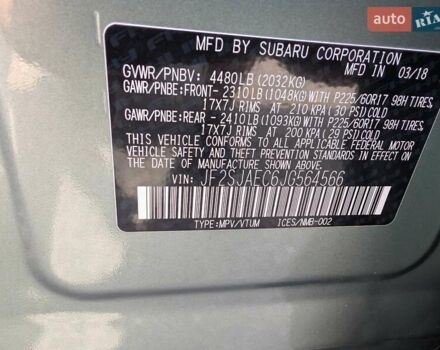 AUTO RIA
MFD BY SUBARU CORPORATION
GVWR/PNBV: 4480LB(2032KG) 03/18
GAWR/PNBE:FRONT- 2310LB(1048KG)WITH P225/60R17 98H TIRES,
17X7J RIMS AT 210 KPA (30 PSI)COLD
GAWR/PNBE:REAR - 2410LB(1093KG)WITH P225/60R17 98H TIRES,
17X7J RIMS AT 200 KPA (29 PSI)COLD
THIS VEHICLE CONFORMS TO ALL APPLICABLE FEDERAL MOTOR
VEHICLE SAFETY AND THEFT PREVENTION STANDARDS IN
EFFECT ON THE DATE OF MANUFACTURE SHOWN ABOVE.
VIN: JF2SJAEC6JG564566
TYPE:MPV/VTUM ICES/NMB-002